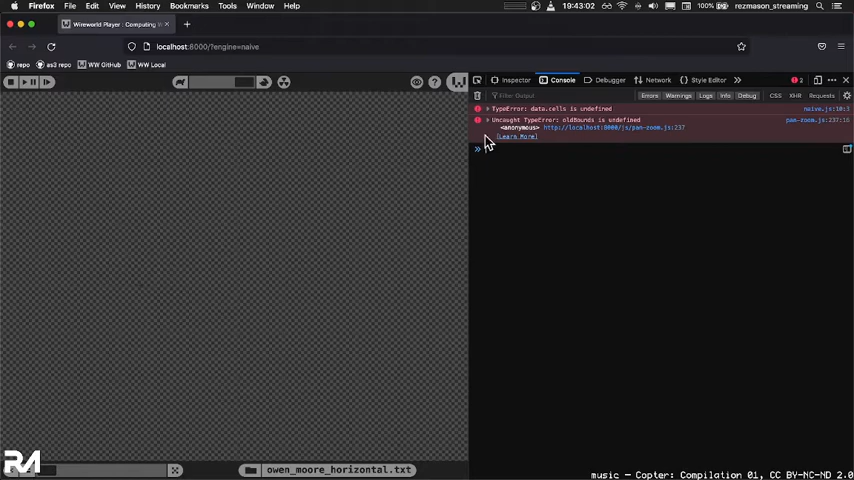 Firefox File Edit View History Bookmarks Tools Window Help 100% rezmason_streaming 19:43:02
Wireworld Player : Computing W
localhost:8000/?engine=naive
repo as3 repo WW GitHub WW Local
Inspector Console Debugger Network Style Editor 2
Filter Output Errors Warnings Logs Info Debug CSS XHR Requests
TypeError: data.cells is undefined naive.js:10:3
Uncaught TypeError: oldBounds is undefined pan-zoom.js:237:16
<anonymous> http://localhost:8000/js/pan-zoom.js:237
[Learn More]
RM
owen_moore_horizontal.txt
music — Copter: Compilation 01, CC BY-NC-ND 2.0